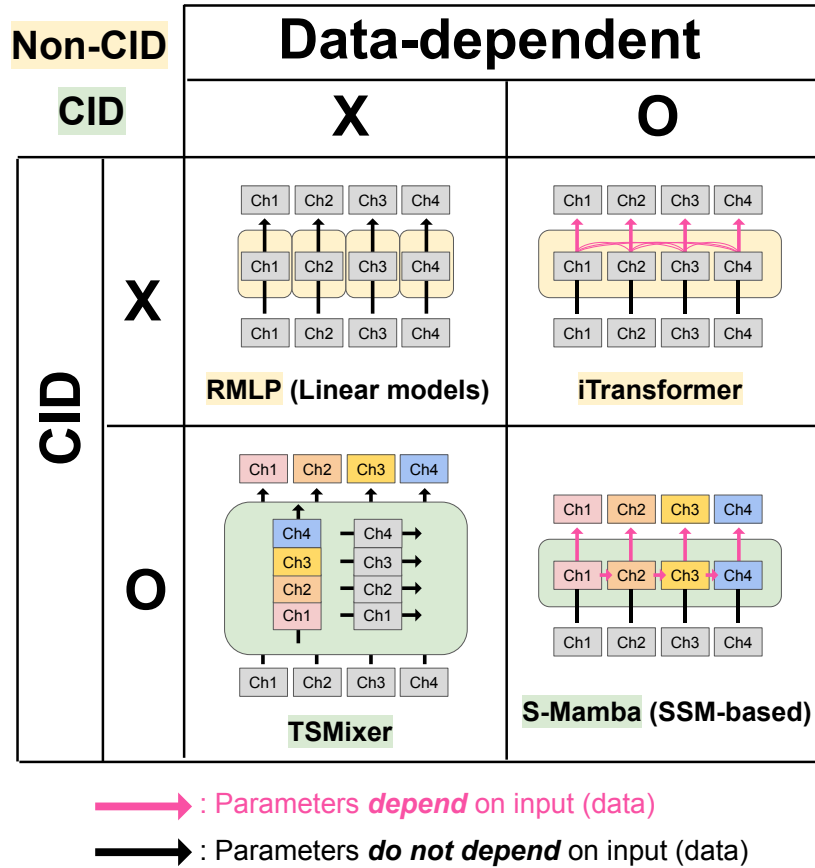 Non-CID
CID
Data-dependent
X
O
CID
X
Ch1 Ch2 Ch3 Ch4
Ch1 Ch2 Ch3 Ch4
Ch1 Ch2 Ch3 Ch4
RMLP (Linear models)
Ch1 Ch2 Ch3 Ch4
Ch1 Ch2 Ch3 Ch4
Ch1 Ch2 Ch3 Ch4
iTransformer
O
Ch1 Ch2 Ch3 Ch4
Ch4 Ch4
Ch3 Ch3
Ch2 Ch2
Ch1 Ch1
Ch1 Ch2 Ch3 Ch4
TSMixer
Ch1 Ch2 Ch3 Ch4
Ch1 Ch2 Ch3 Ch4
Ch1 Ch2 Ch3 Ch4
S-Mamba (SSM-based)
: Parameters depend on input (data)
: Parameters do not depend on input (data)